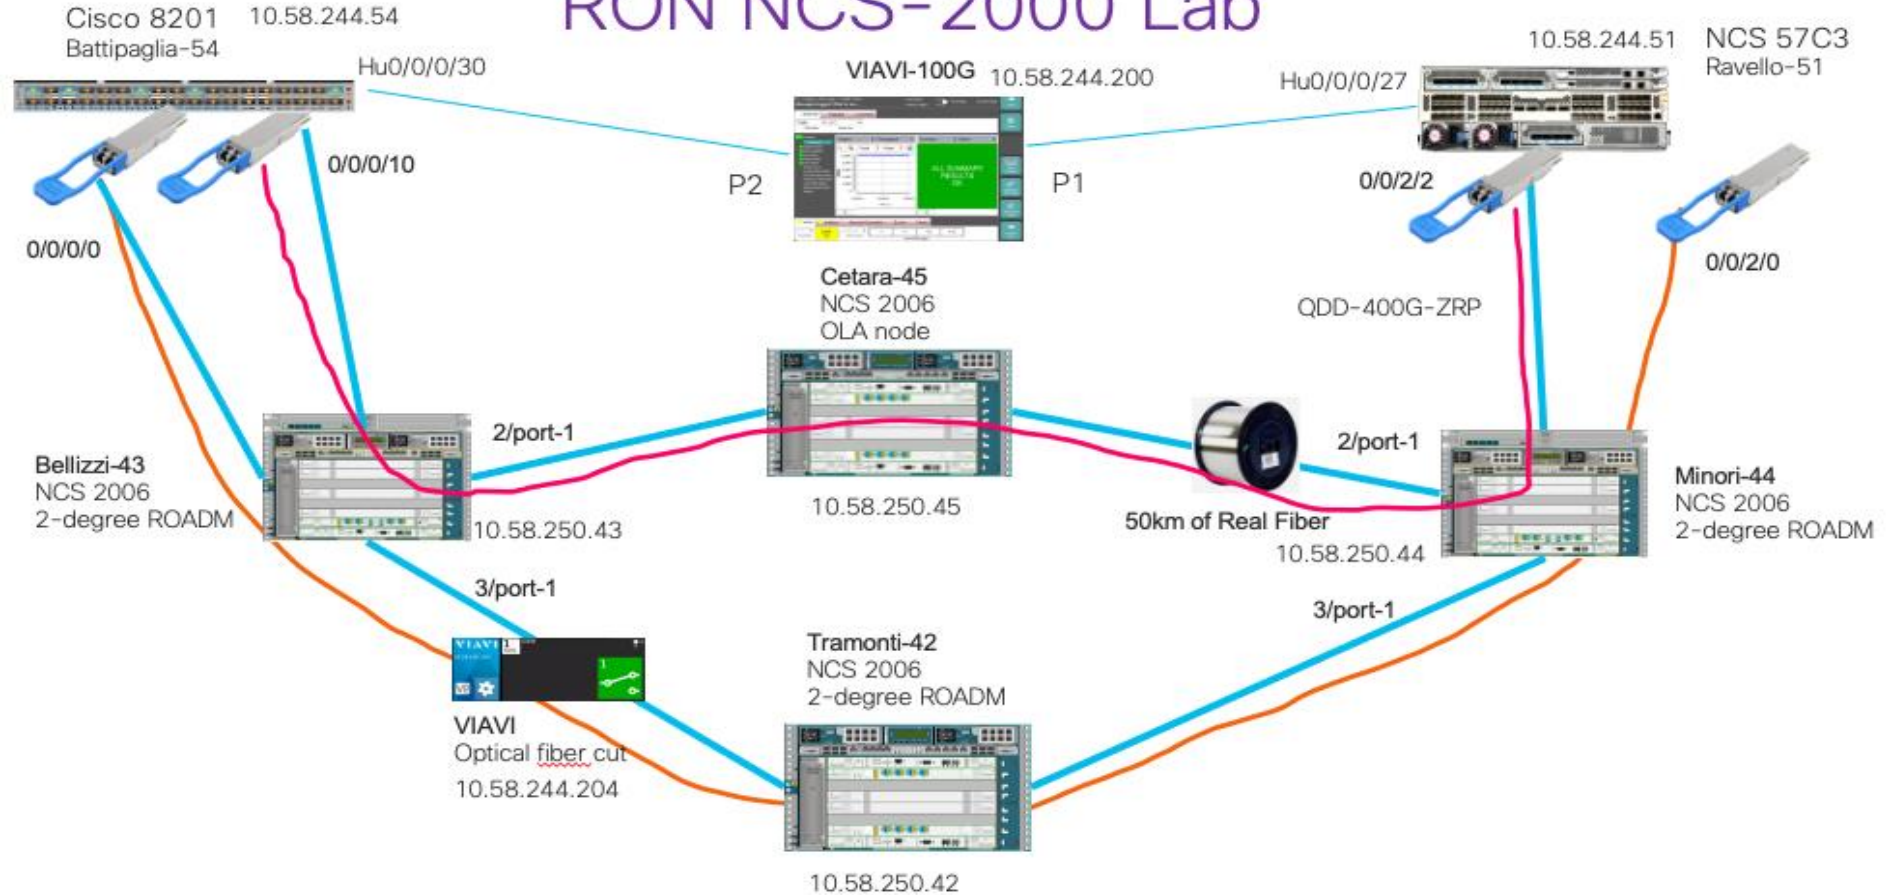 RON NCS-2000 Lab
Cisco 8201
10.58.244.54
Battipaglia-54
Hu0/0/0/30
VIAVI-100G
10.58.244.200
Hu0/0/0/27
10.58.244.51
NCS 57C3
Ravello-51
P2
P1
ALL SUMMARY
RESULTS
OK
0/0/0/10
0/0/0/0
0/0/2/2
0/0/2/0
QDD-400G-ZRP
Cetara-45
NCS 2006
OLA node
10.58.250.45
2/port-1
2/port-1
50km of Real Fiber
Bellizzi-43
NCS 2006
2-degree ROADM
10.58.250.43
10.58.250.44
Minori-44
NCS 2006
2-degree ROADM
3/port-1
3/port-1
VIAVI
1
1
VIAVI
Optical fiber cut
10.58.244.204
Tramonti-42
NCS 2006
2-degree ROADM
10.58.250.42